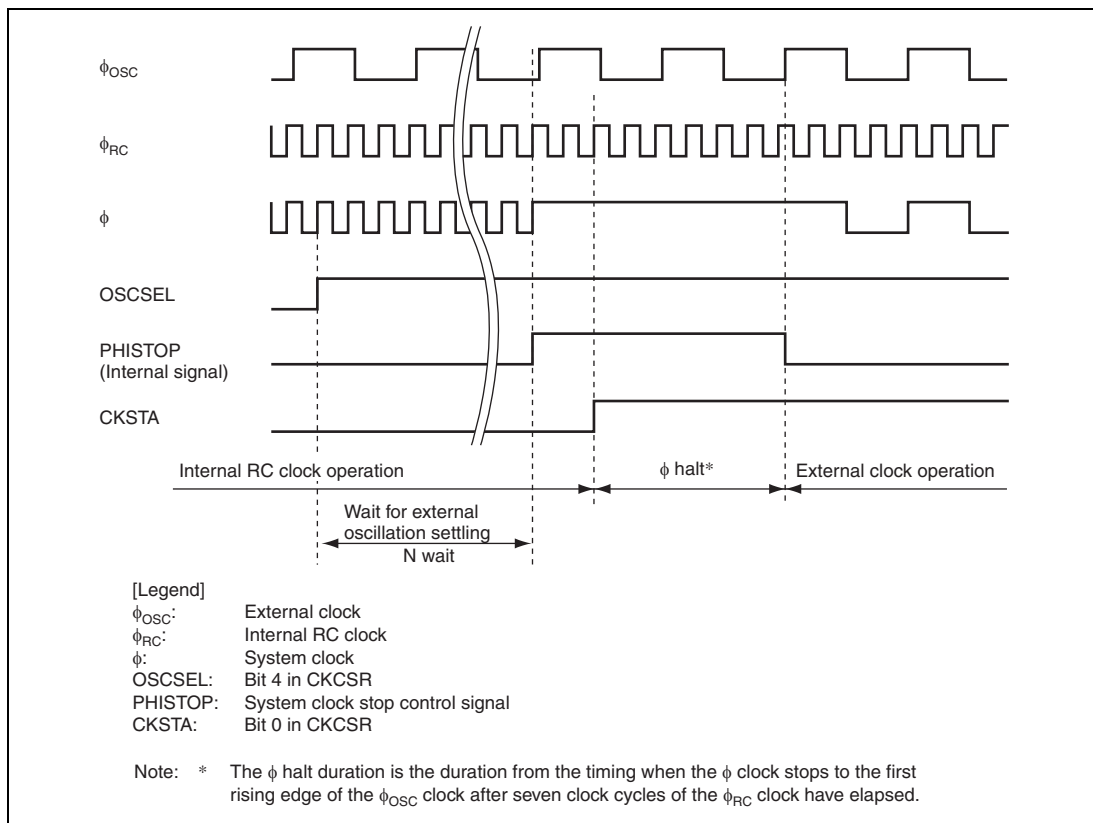 φOSC
φRC
φ
OSCSEL
PHISTOP
(Internal signal)
CKSTA
Internal RC clock operation
φ halt*
External clock operation
Wait for external
oscillation settling
N wait
[Legend]
φOSC: External clock
φRC: Internal RC clock
φ: System clock
OSCSEL: Bit 4 in CKCSR
PHISTOP: System clock stop control signal
CKSTA: Bit 0 in CKCSR
Note: * The φ halt duration is the duration from the timing when the φ clock stops to the first
rising edge of the φOSC clock after seven clock cycles of the φRC clock have elapsed.